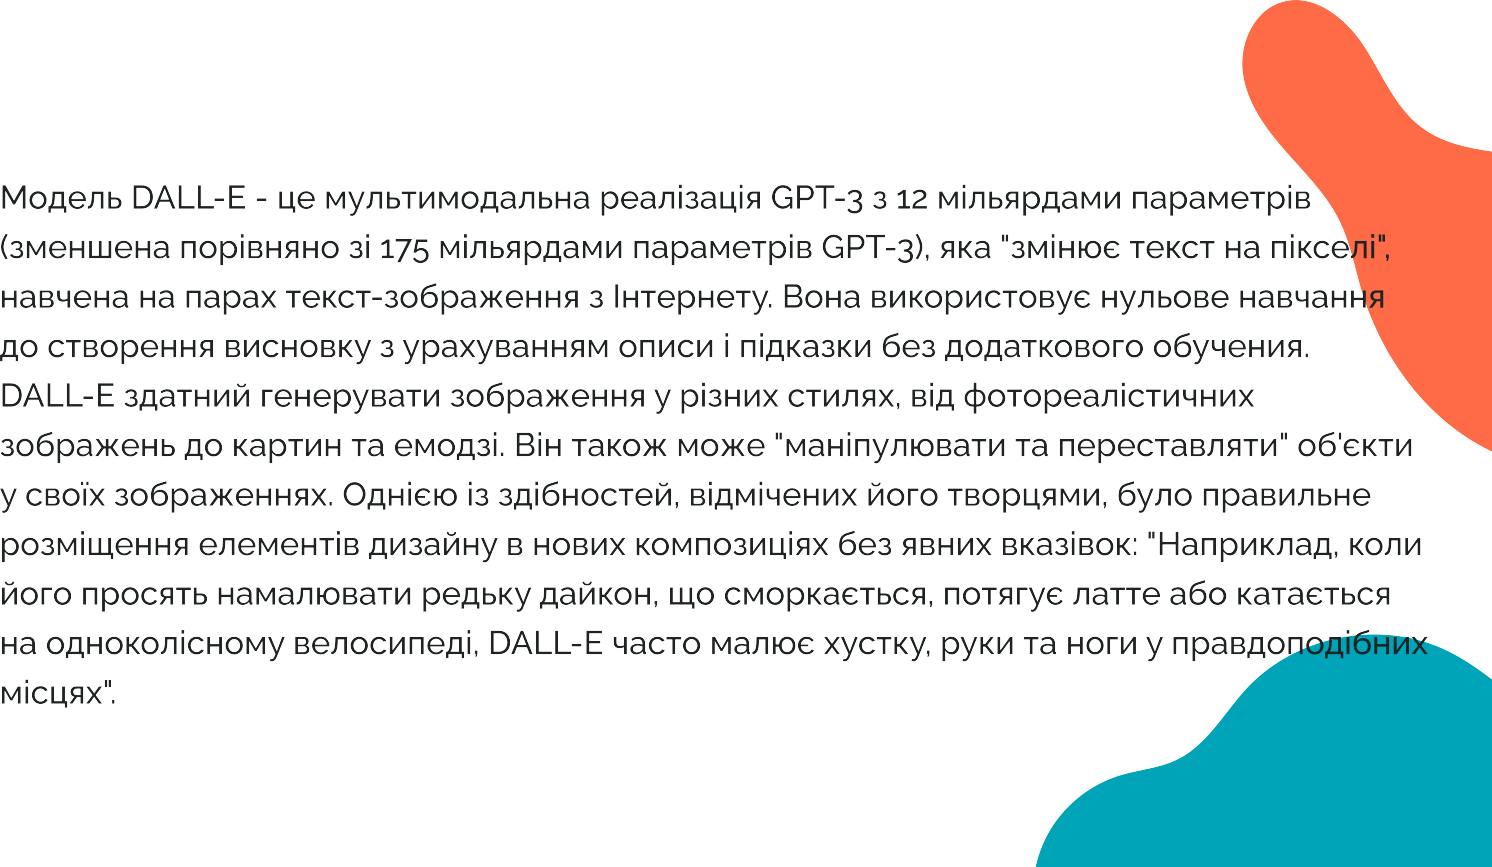 Модель DALL-E - це мультимодальна реалізація GPT-3 з 12 мільярдами параметрів
(зменшена порівняно зі 175 мільярдами параметрів GPT-3), яка "змінює текст на пікселі",
навчена на парах текст-зображення з Інтернету. Вона використовує нульове навчання
до створення висновку з урахуванням описи і підказки без додаткового обучения.
DALL-E здатний генерувати зображення у різних стилях, від фотореалістичних
зображень до картин та емодзі. Він також може "маніпулювати та переставляти" об'єкти
у своїх зображеннях. Однією із здібностей, відмічених його творцями, було правильне
розміщення елементів дизайну в нових композиціях без явних вказівок: "Наприклад, коли
його просять намалювати редьку дайкон, що сморкається, потягує латте або катається
на одноколісному велосипеді, DALL-E часто малює хустку, руки та ноги у правдоподібних
місцях".